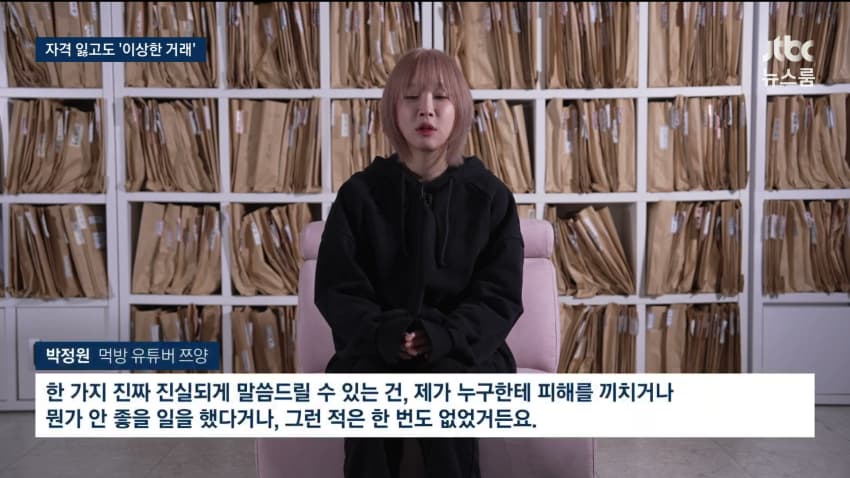 자격 잃고도 '이상한 거래'
jtbc
뉴스룸
박정원 먹방 유튜버 쯔양
한 가지 진짜 진실되게 말씀드릴 수 있는 건, 제가 누구한테 피해를 끼치거나
뭔가 안 좋을 일을 했다거나, 그런 적은 한 번도 없었거든요.